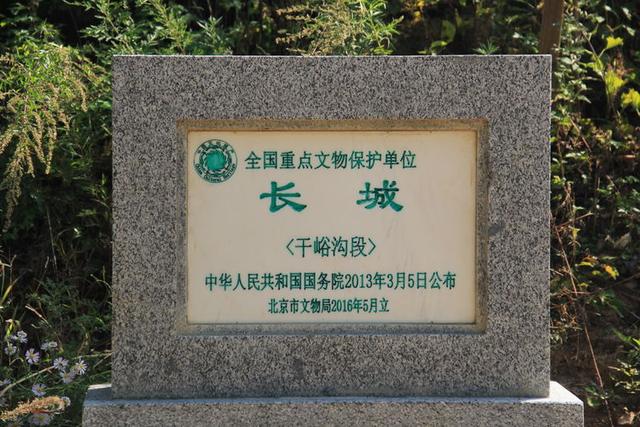 全国重点文物保护单位
长城
〈干峪沟段〉
中华人民共和国国务院2013年3月5日公布
北京市文物局2016年5月立